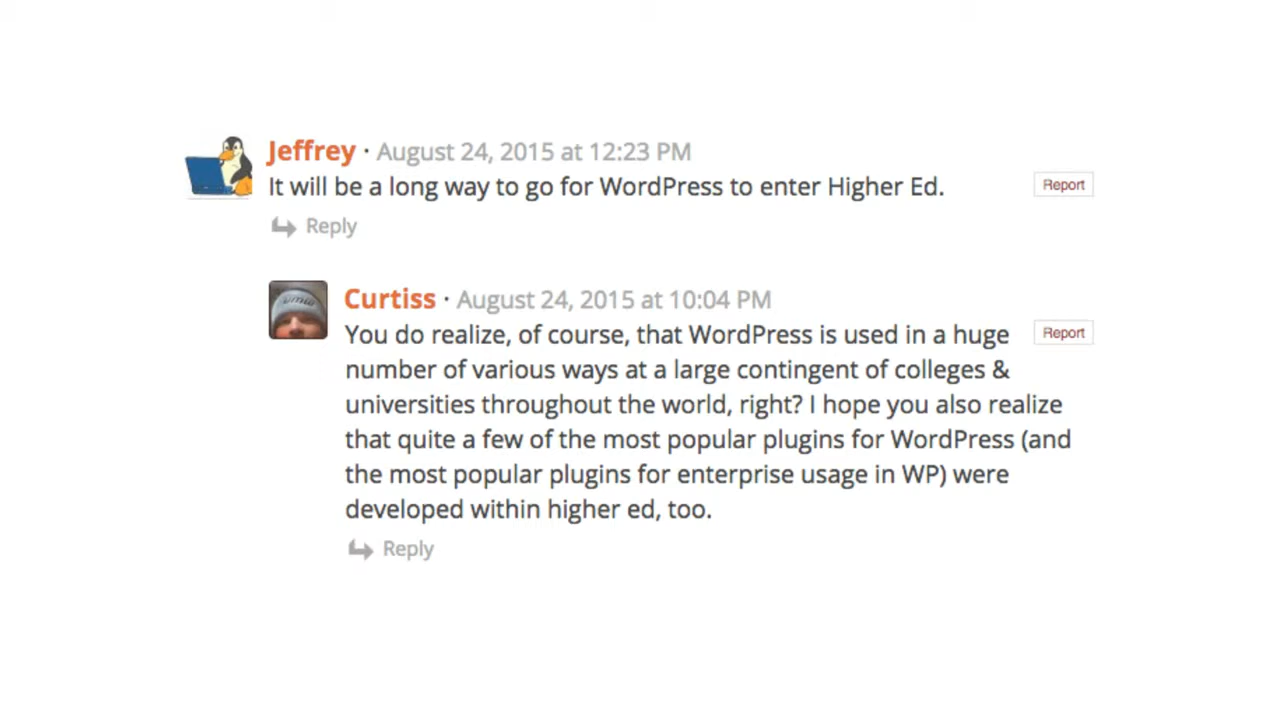 Jeffrey · August 24, 2015 at 12:23 PM
It will be a long way to go for WordPress to enter Higher Ed.
Report
Reply
Curtiss · August 24, 2015 at 10:04 PM
You do realize, of course, that WordPress is used in a huge
Report
number of various ways at a large contingent of colleges &
universities throughout the world, right? I hope you also realize
that quite a few of the most popular plugins for WordPress (and
the most popular plugins for enterprise usage in WP) were
developed within higher ed, too.
Reply